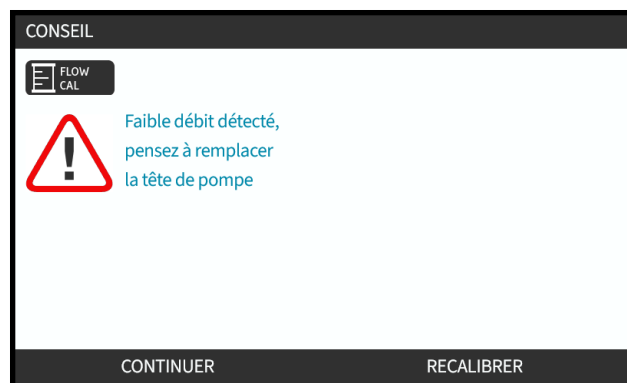 CONSEIL
FLOW
CAL
Faible débit détecté,
pensez à remplacer
la tête de pompe
CONTINUER
RECALIBRER